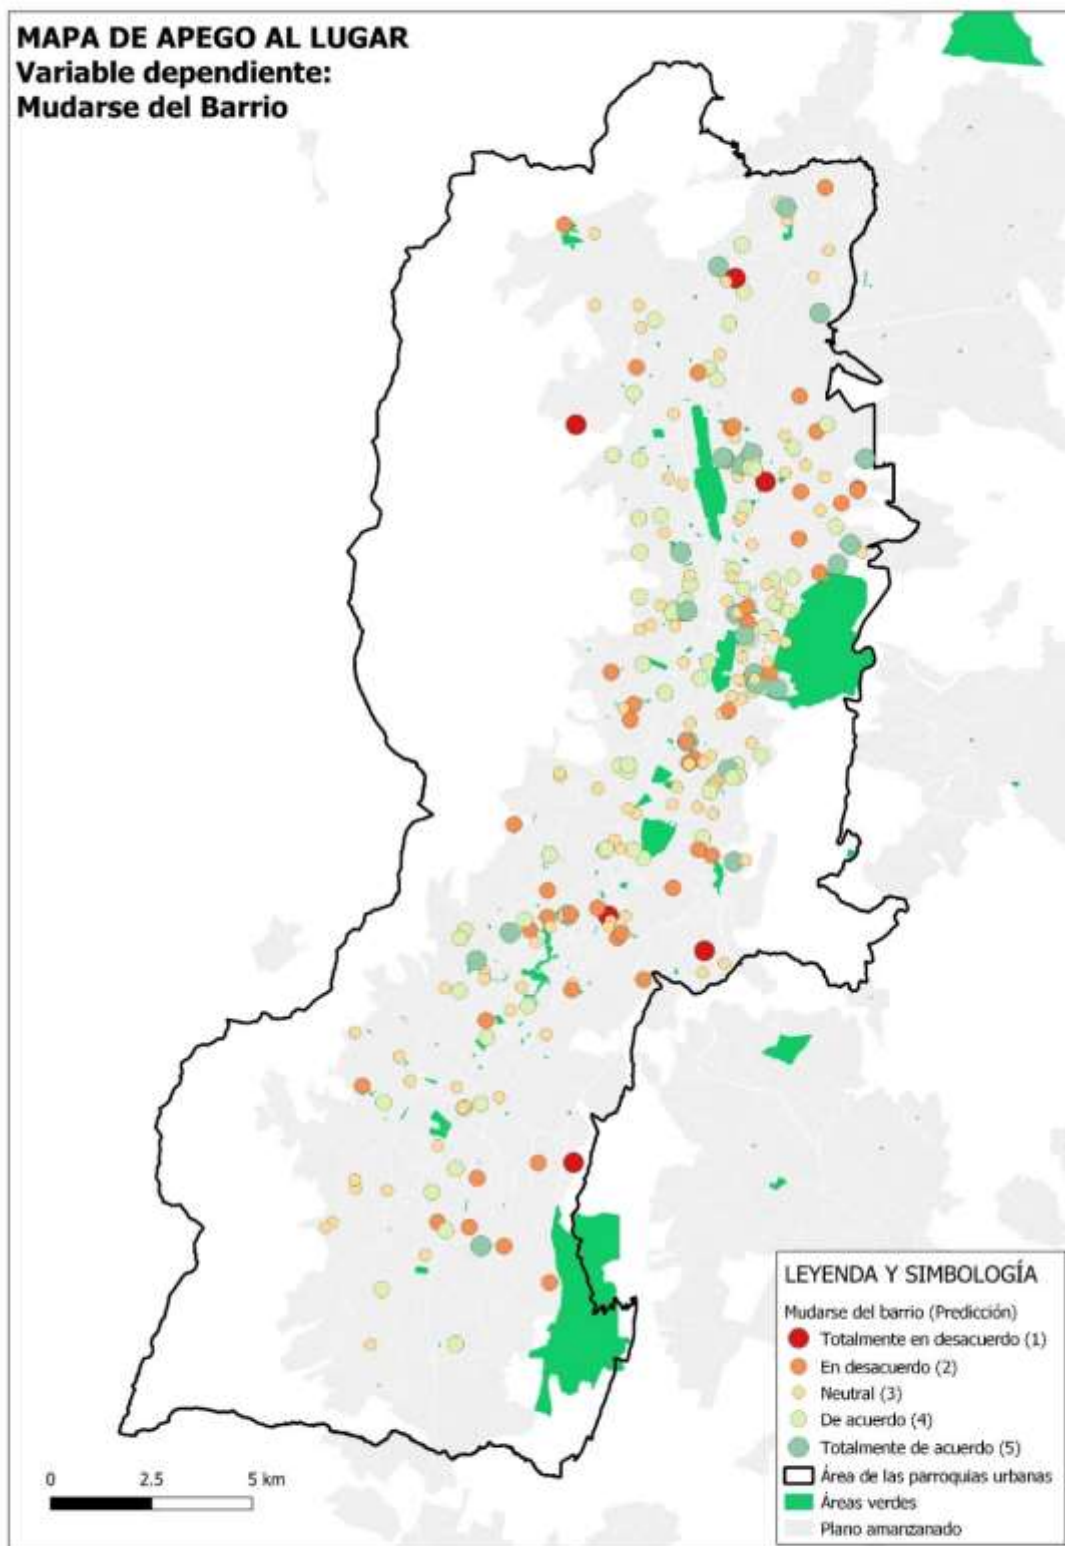 MAPA DE APEGO AL LUGAR
Variable dependiente:
Mudarse del Barrio
LEYENDA Y SIMBOLOGÍA
Mudarse del barrio (Predicción)
Totalmente en desacuerdo (1)
En desacuerdo (2)
Neutral (3)
De acuerdo (4)
Totalmente de acuerdo (5)
Área de las parroquias urbanas
Áreas verdes
Plano amanzanado
0 2.5 5 km